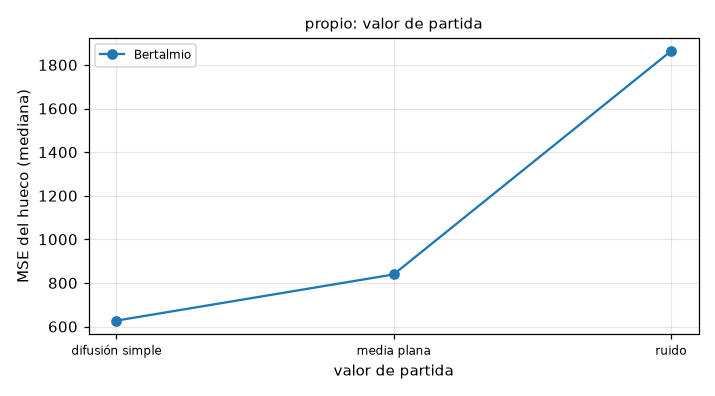 propio: valor de partida
Bertalmio
MSE del hueco (mediana)
1800
1600
1400
1200
1000
800
600
difusión simple
media plana
ruido
valor de partida